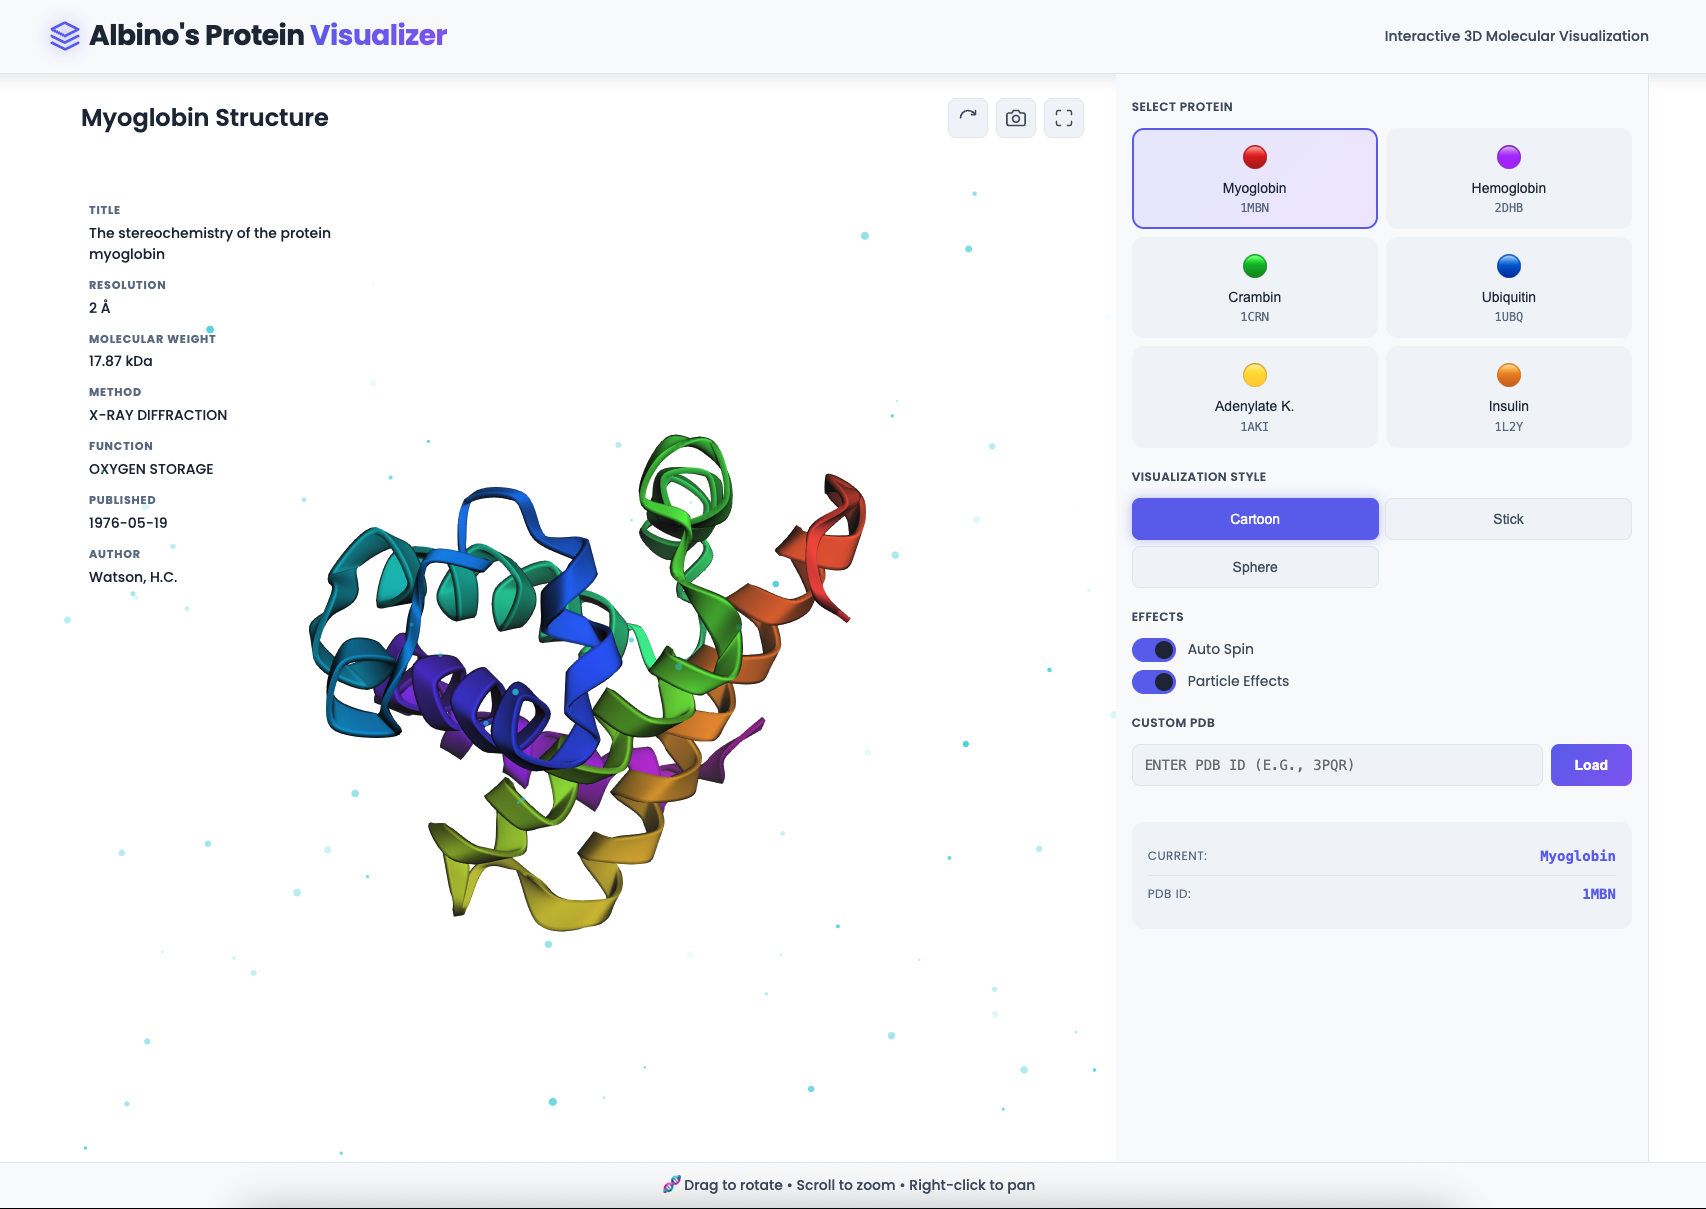 Albino's Protein Visualizer
Interactive 3D Molecular Visualization
Myoglobin Structure
TITLE
The stereochemistry of the protein
myoglobin
RESOLUTION
2 Å
MOLECULAR WEIGHT
17.87 kDa
METHOD
X-RAY DIFFRACTION
FUNCTION
OXYGEN STORAGE
PUBLISHED
1976-05-19
AUTHOR
Watson, H.C.
SELECT PROTEIN
Myoglobin
1MBN
Hemoglobin
2DHB
Crambin
1CRN
Ubiquitin
1UBQ
Adenylate K.
1AKI
Insulin
1L2Y
VISUALIZATION STYLE
Cartoon
Stick
Sphere
EFFECTS
Auto Spin
Particle Effects
CUSTOM PDB
ENTER PDB ID (E.G., 3PQR)
Load
CURRENT:
Myoglobin
PDB ID:
1MBN
Drag to rotate • Scroll to zoom • Right-click to pan